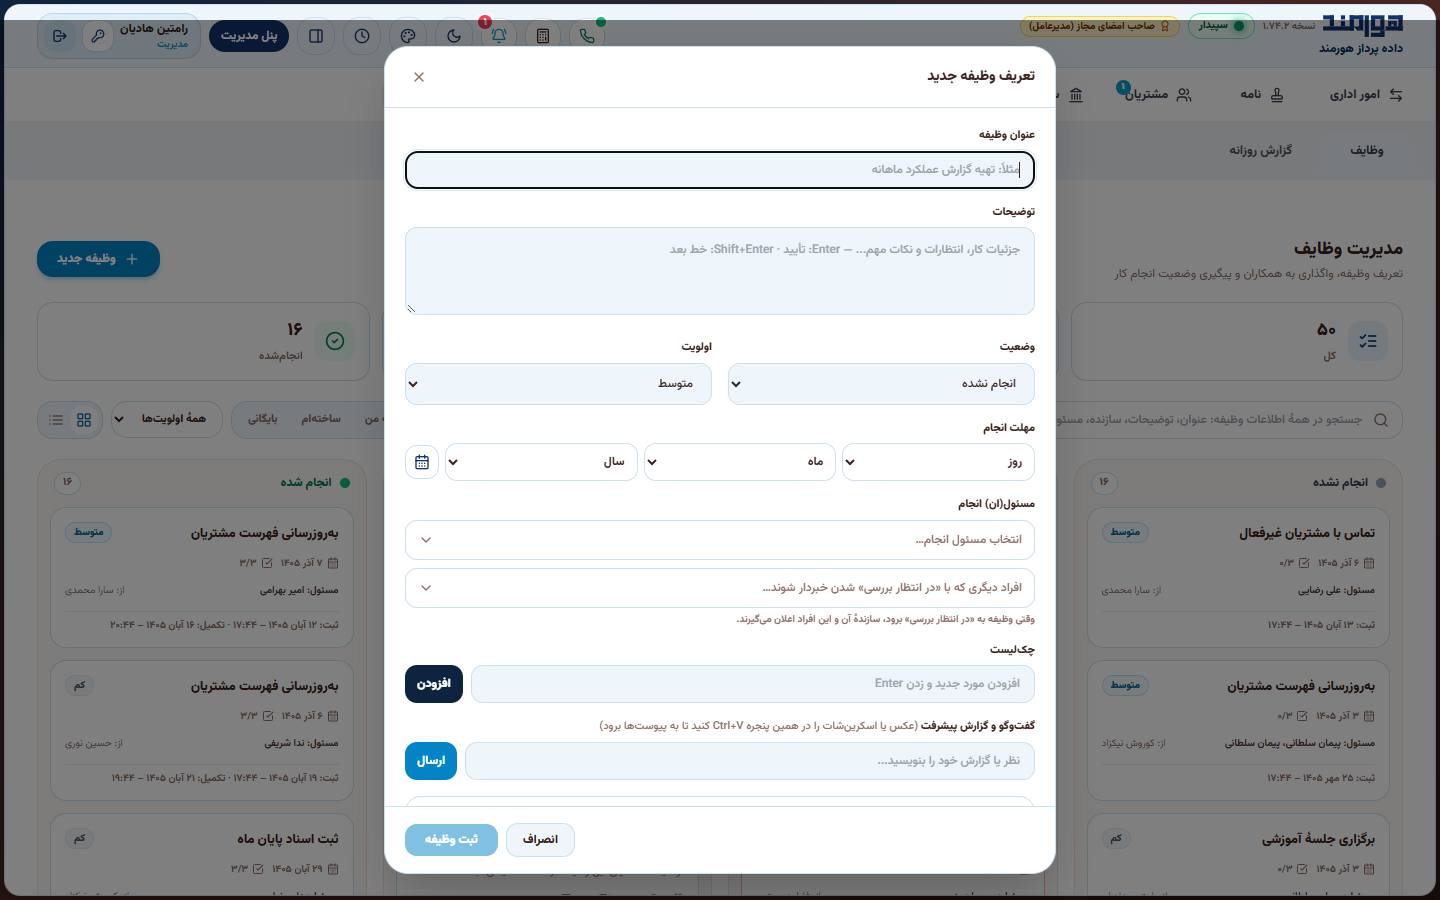 هورمند
داده پرداز هورمند
نسخه ۱.۷۴.۲
سپیدار
صاحب امضای مجاز (مدیرعامل)
۱
پنل مدیریت
رامتین هادیان
مدیریت
امور اداری
نامه
مشتریان
۱
وظایف
گزارش روزانه
مدیریت وظایف
تعریف وظیفه، واگذاری به همکاران و پیگیری وضعیت انجام کار
وظیفه جدید
۵۰
کل
۱۶
انجام‌شده
جستجو در همهٔ اطلاعات وظیفه: عنوان، توضیحات، سازنده،
من
ساخته‌ام
بایگانی
همهٔ اولویت‌ها
تعریف وظیفه جدید
عنوان وظیفه
مثلاً: تهیه گزارش عملکرد ماهانه
توضیحات
جزئیات کار، انتظارات و نکات مهم... — Enter: تأیید · Shift+Enter: خط بعد
وضعیت
اولویت
انجام نشده
متوسط
مهلت انجام
روز
ماه
سال
مسئول(ان) انجام
انتخاب مسئول انجام...
افراد دیگری که با «در انتظار بررسی» شدن خبردار شوند...
وقتی وظیفه به «در انتظار بررسی» برود، سازندهٔ آن و این افراد اعلان می‌گیرند.
چک‌لیست
افزودن مورد جدید و زدن Enter
افزودن
گفت‌وگو و گزارش پیشرفت (عکس یا اسکرین‌شات را در همین پنجره Ctrl+V کنید تا به پیوست‌ها برود)
نظر یا گزارش خود را بنویسید...
ارسال
انصراف
ثبت وظیفه
انجام نشده
۱۶
تماس با مشتریان غیرفعال
متوسط
۶ آذر ۱۴۰۵
۰/۳
مسئول: علی رضایی
از: سارا محمدی
ثبت: ۱۳ آبان ۱۴۰۵ – ۱۷:۴۴
به‌روزرسانی فهرست مشتریان
متوسط
۳ آذر ۱۴۰۵
۰/۳
مسئول: پیمان سلطانی، پیمان سلطانی
از: کوروش نیکزاد
ثبت: ۲۵ مهر ۱۴۰۵ – ۱۷:۴۴
برگزاری جلسهٔ آموزشی
کم
۳ آذر ۱۴۰۵
۰/۳
انجام شده
۱۶
به‌روزرسانی فهرست مشتریان
متوسط
۷ آذر ۱۴۰۵
۳/۳
مسئول: امیر بهرامی
از: سارا محمدی
ثبت: ۱۲ آبان ۱۴۰۵ – ۱۷:۴۴ · تکمیل: ۱۶ آبان ۱۴۰۵ – ۲۰:۴۴
به‌روزرسانی فهرست مشتریان
کم
۶ آذر ۱۴۰۵
۳/۳
مسئول: ندا شریفی
از: حسین نوری
ثبت: ۱۹ آبان ۱۴۰۵ – ۱۷:۴۴ · تکمیل: ۲۱ آبان ۱۴۰۵ – ۱۹:۴۴
ثبت اسناد پایان ماه
کم
۲۹ آبان ۱۴۰۵
۳/۳